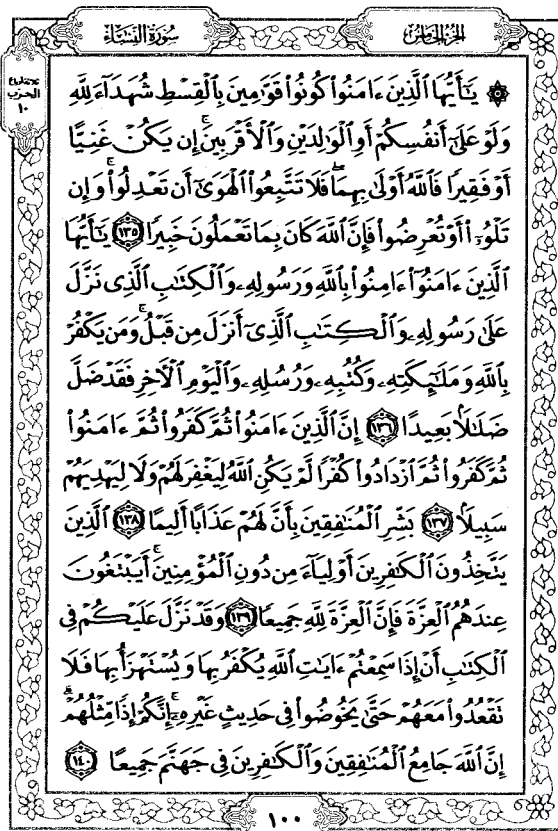 سُورَةُ النِّسَاءِ
الجُزْءُ الخَامِسُ
الحزب
١٠
۞ يَٰٓأَيُّهَا ٱلَّذِينَ ءَامَنُوا۟ كُونُوا۟ قَوَّٰمِينَ بِٱلْقِسْطِ شُهَدَآءَ لِلَّهِ
وَلَوْ عَلَىٰٓ أَنفُسِكُمْ أَوِ ٱلْوَٰلِدَيْنِ وَٱلْأَقْرَبِينَ ۚ إِن يَكُنْ غَنِيًّا
أَوْ فَقِيرًا فَٱللَّهُ أَوْلَىٰ بِهِمَا ۖ فَلَا تَتَّبِعُوا۟ ٱلْهَوَىٰٓ أَن تَعْدِلُوا۟ ۚ وَإِن
تَلْوُۥٓا۟ أَوْ تُعْرِضُوا۟ فَإِنَّ ٱللَّهَ كَانَ بِمَا تَعْمَلُونَ خَبِيرًا ١٣٥ يَٰٓأَيُّهَا
ٱلَّذِينَ ءَامَنُوٓا۟ ءَامِنُوا۟ بِٱللَّهِ وَرَسُولِهِۦ وَٱلْكِتَٰبِ ٱلَّذِى نَزَّلَ
عَلَىٰ رَسُولِهِۦ وَٱلْكِتَٰبِ ٱلَّذِىٓ أَنزَلَ مِن قَبْلُ ۚ وَمَن يَكْفُرْ
بِٱللَّهِ وَمَلَٰٓئِكَتِهِۦ وَكُتُبِهِۦ وَرُسُلِهِۦ وَٱلْيَوْمِ ٱلْءَاخِرِ فَقَدْ ضَلَّ
ضَلَٰلًۢا بَعِيدًا ١٣٦ إِنَّ ٱلَّذِينَ ءَامَنُوا۟ ثُمَّ كَفَرُوا۟ ثُمَّ ءَامَنُوا۟
ثُمَّ كَفَرُوا۟ ثُمَّ ٱزْدَادُوا۟ كُفْرًا لَّمْ يَكُنِ ٱللَّهُ لِيَغْفِرَ لَهُمْ وَلَا لِيَهْدِيَهُمْ
سَبِيلًۢا ١٣٧ بَشِّرِ ٱلْمُنَٰفِقِينَ بِأَنَّ لَهُمْ عَذَابًا أَلِيمًا ١٣٨ ٱلَّذِينَ
يَتَّخِذُونَ ٱلْكَٰفِرِينَ أَوْلِيَآءَ مِن دُونِ ٱلْمُؤْمِنِينَ ۚ أَيَبْتَغُونَ
عِندَهُمُ ٱلْعِزَّةَ فَإِنَّ ٱلْعِزَّةَ لِلَّهِ جَمِيعًا ١٣٩ وَقَدْ نَزَّلَ عَلَيْكُمْ فِى
ٱلْكِتَٰبِ أَنْ إِذَا سَمِعْتُمْ ءَايَٰتِ ٱللَّهِ يُكْفَرُ بِهَا وَيُسْتَهْزَأُ بِهَا فَلَا
تَقْعُدُوا۟ مَعَهُمْ حَتَّىٰ يَخُوضُوا۟ فِى حَدِيثٍ غَيْرِهِۦٓ ۚ إِنَّكُمْ إِذًا مِّثْلُهُمْ ۗ
إِنَّ ٱللَّهَ جَامِعُ ٱلْمُنَٰفِقِينَ وَٱلْكَٰفِرِينَ فِى جَهَنَّمَ جَمِيعًا ١٤٠
١٠٠